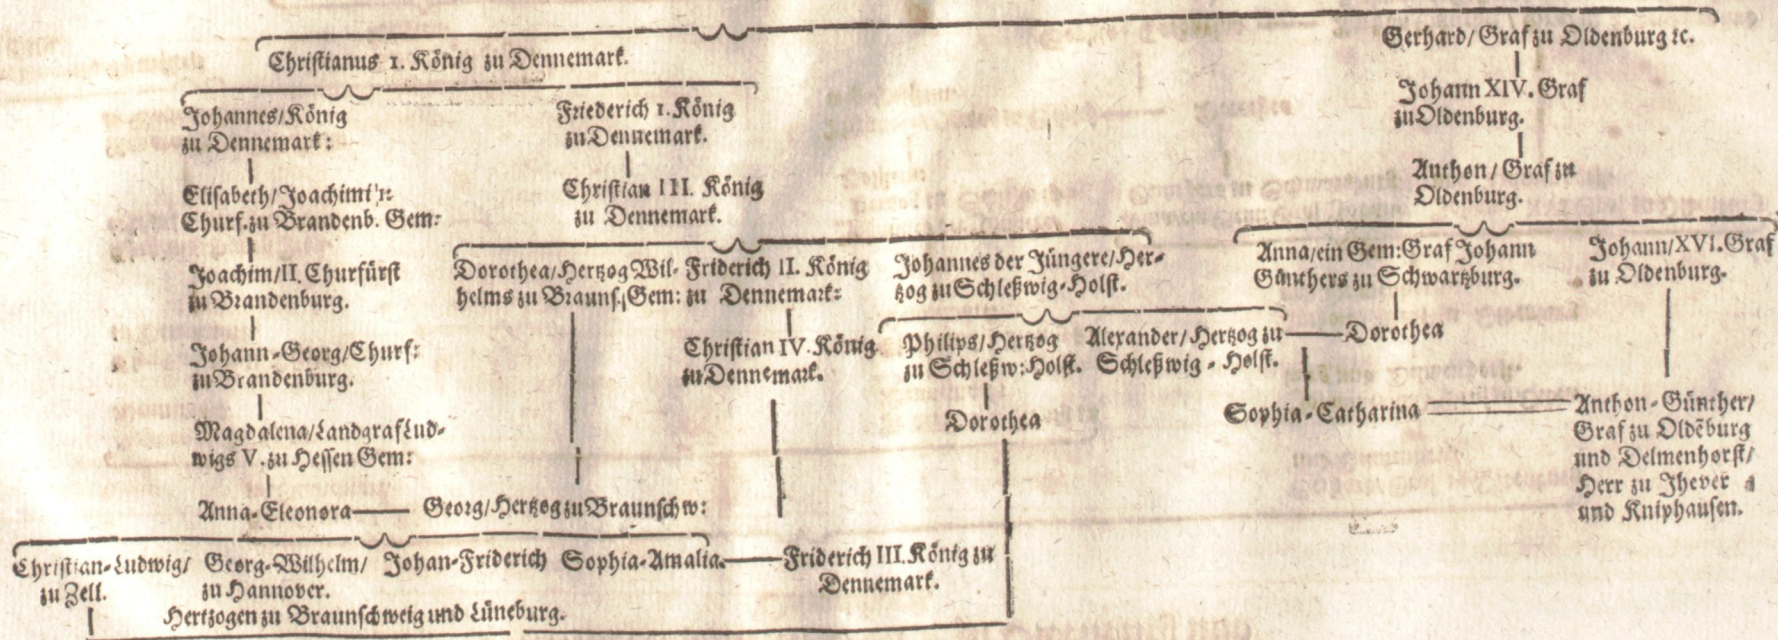 Christianus 1. König zu Dennemark.
Gerhard/ Graf zu Oldenburg ꝛc.
Johannes/König
zu Dennemark:
Friederich 1. König
zu Dennemark.
Johann XIV. Graf
zu Oldenburg.
Elisabeth/Joachimi I:
Churf. zu Brandenb. Gem:
Christian III. König
zu Dennemark.
Anthon/ Graf zu
Oldenburg.
Joachim/II. Churfürst
zu Brandenburg.
Dorothea/Hertzog Wil-
helms zu Brauns. Gem:
Friderich II. König
zu Dennemark:
Johannes der Jüngere/Her-
tzog zu Schleßwig-Holst.
Anna/ein Gem: Graf Johann
Günthers zu Schwartzburg.
Johann/XVI. Graf
zu Oldenburg.
Johann-Georg/Churf:
zu Brandenburg.
Christian IV. König
zu Dennemark.
Philips/Hertzog
zu Schleßw: Holst.
Alexander/Hertzog zu
Schleßwig-Holst.
Dorothea
Magdalena/Landgraf Lud-
wigs V. zu Hessen Gem:
Dorothea
Sophia-Catharina
Anthon-Günther/
Graf zu Oldēburg
und Delmenhorst/
Herr zu Jhever
und Kniphausen.
Anna-Eleonora
Georg/Hertzog zu Braunschw:
Christian-Ludwig/
zu Zell.
Georg-Wilhelm/
zu Hannover.
Johan-Friderich
Sophia-Amalia.
Friderich III. König zu
Dennemark.
Hertzogen zu Braunschweig und Lüneburg.